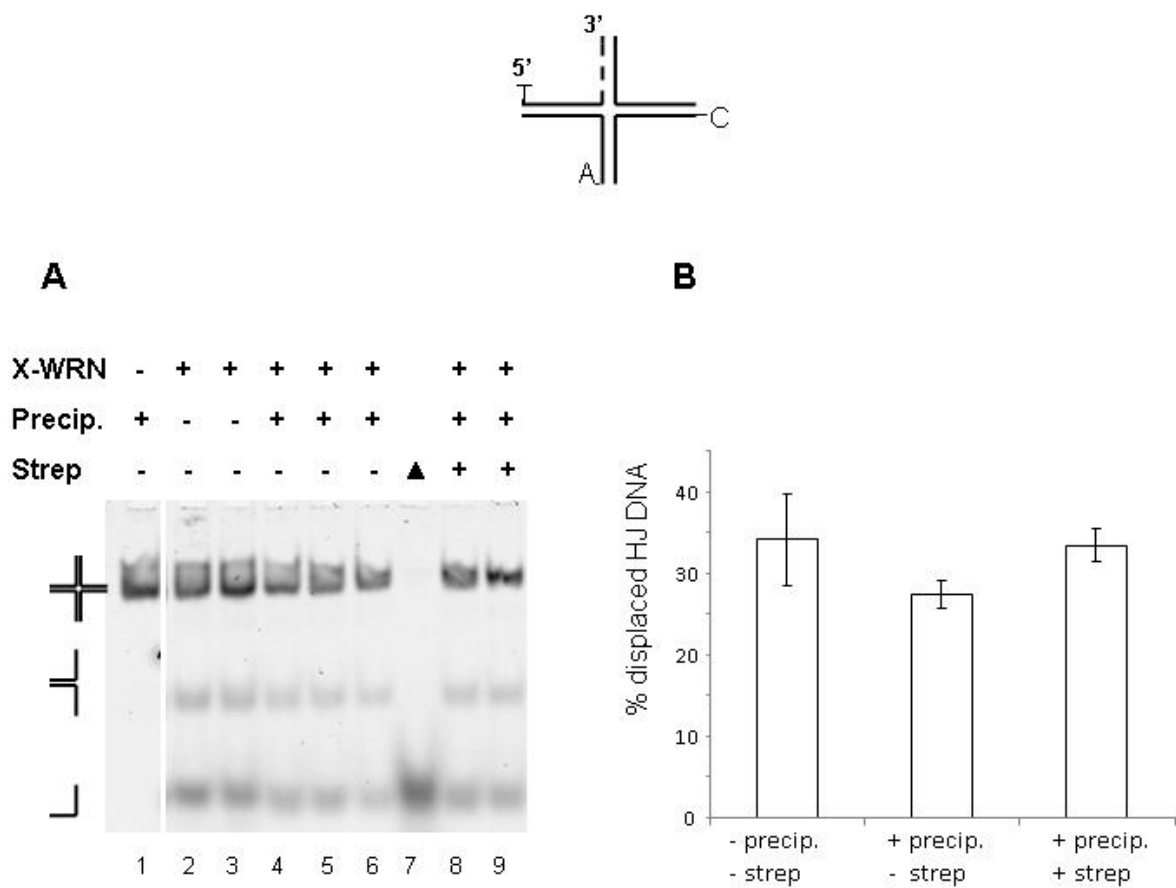 3’
5’
T
C
A
A
B
X-WRN - + + + + + + +
Precip. + - - + + + + +
Strep - - - - - - ▲ + +
1 2 3 4 5 6 7 8 9
% displaced HJ DNA
40
30
20
10
0
- precip. + precip. + precip.
- strep - strep + strep